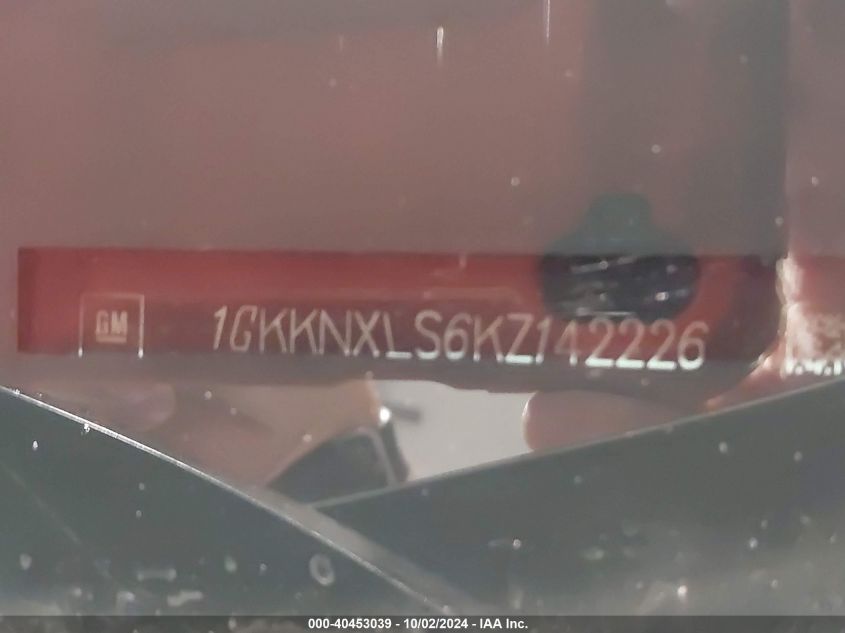 GM 1GKKNXLS6KZ142226
000-40453039 - 10/02/2024 - IAA Inc.